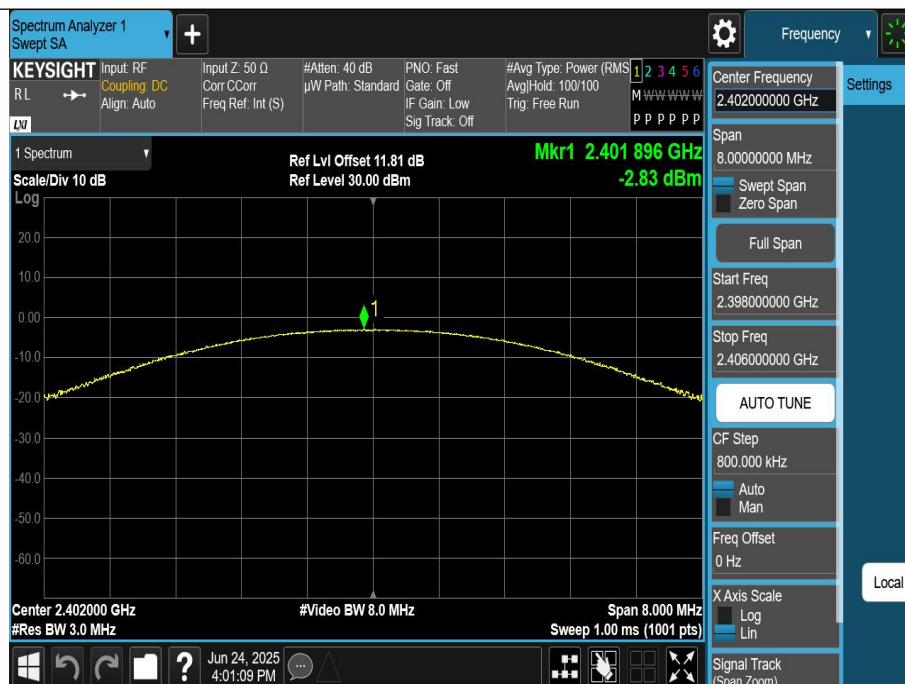 Spectrum Analyzer 1
Swept SA
Frequency
KEYSIGHT
RL
LXI
Input: RF
Coupling: DC
Align: Auto
Input Z: 50 Ω
Corr CCorr
Freq Ref: Int (S)
#Atten: 40 dB
µW Path: Standard
PNO: Fast
Gate: Off
IF Gain: Low
Sig Track: Off
#Avg Type: Power (RMS
Avg|Hold: 100/100
Trig: Free Run
1 2 3 4 5 6
M W W W W W
P P P P P P
1 Spectrum
Scale/Div 10 dB
Log
Ref Lvl Offset 11.81 dB
Ref Level 30.00 dBm
Mkr1 2.401 896 GHz
-2.83 dBm
20.0
10.0
0.00
-10.0
-20.0
-30.0
-40.0
-50.0
-60.0
1
Center 2.402000 GHz
#Res BW 3.0 MHz
#Video BW 8.0 MHz
Span 8.000 MHz
Sweep 1.00 ms (1001 pts)
Jun 24, 2025
4:01:09 PM
?
Center Frequency
2.402000000 GHz
Settings
Span
8.00000000 MHz
Swept Span
Zero Span
Full Span
Start Freq
2.398000000 GHz
Stop Freq
2.406000000 GHz
AUTO TUNE
CF Step
800.000 kHz
Auto
Man
Freq Offset
0 Hz
X Axis Scale
Log
Lin
Local
Signal Track
(Span Zoom)